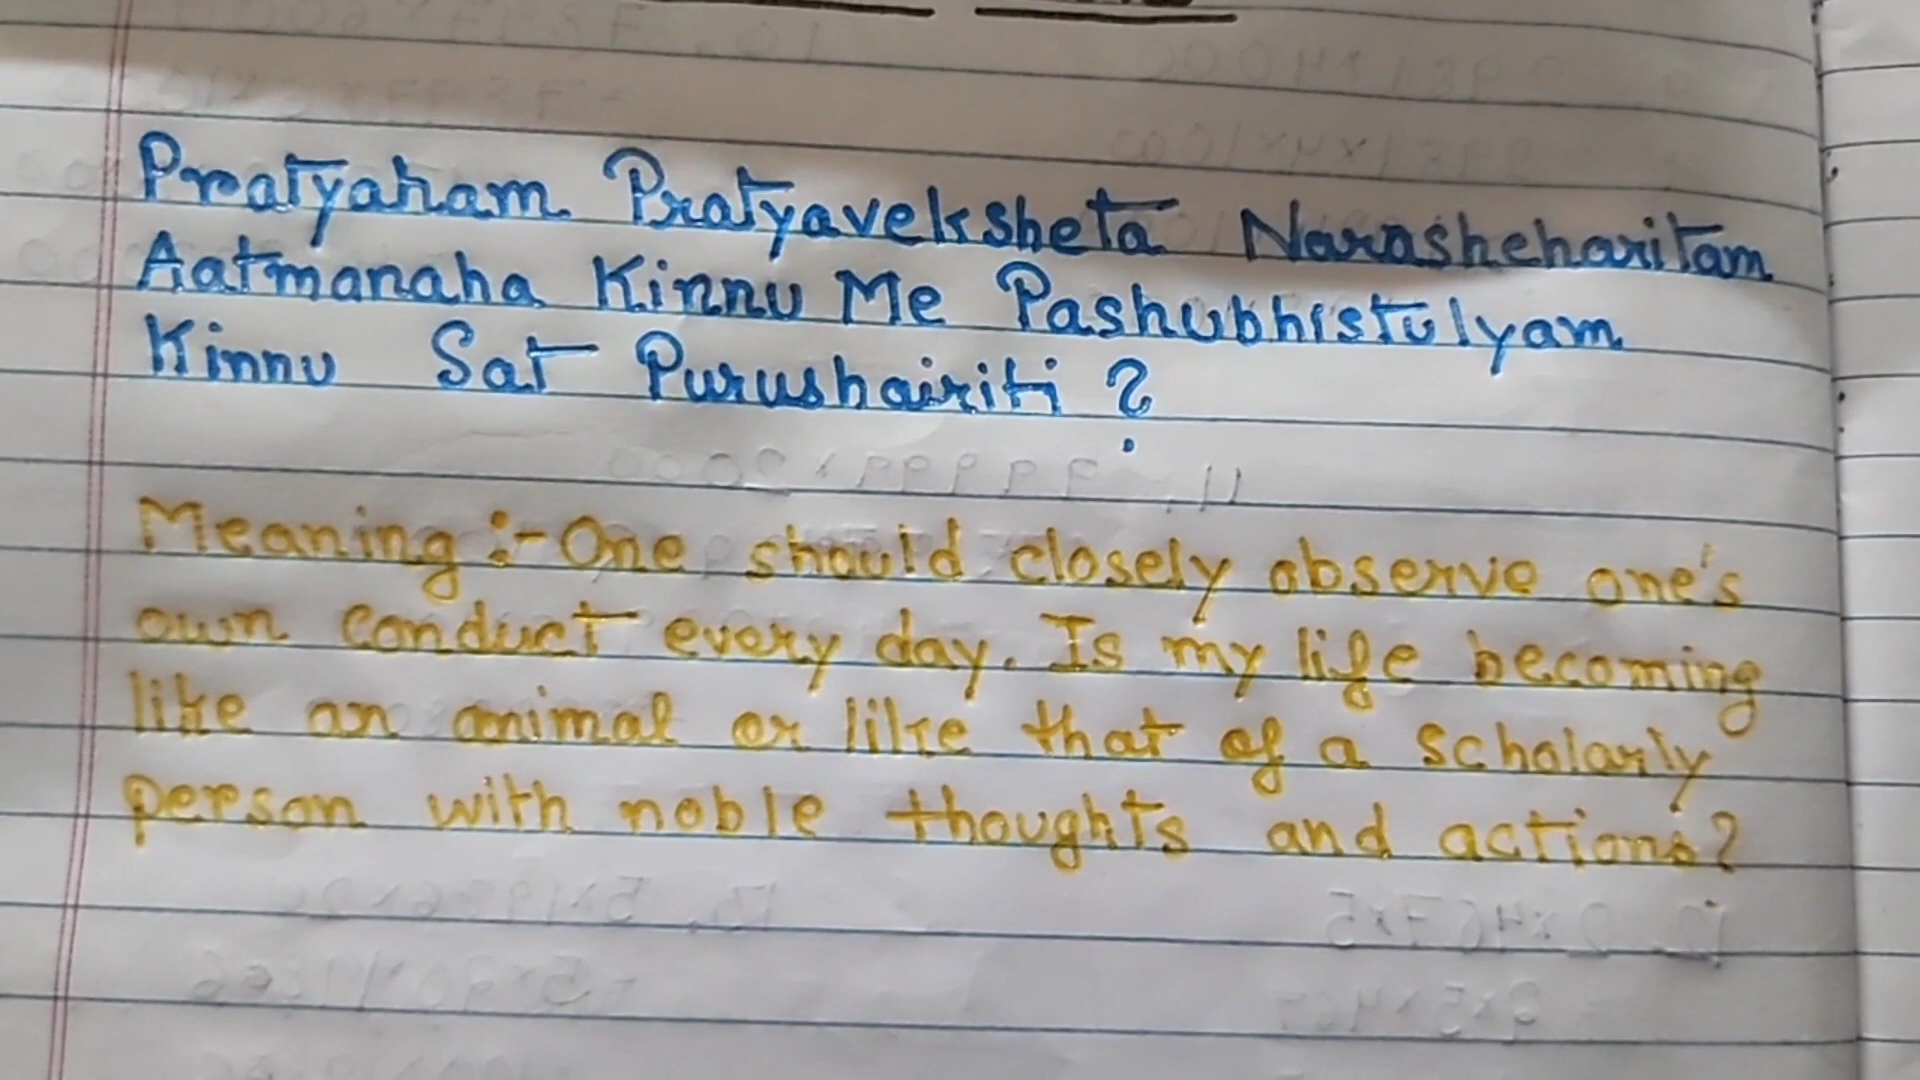 Pratyaham Pratyaveksheta Narashcharitam
Aatmanaha Kinnu Me Pashubhistulyam
Kinnu Sat Purushairiti ?
Meaning :- One should closely observe one's
own conduct every day. Is my life becoming
like an animal or like that of a scholarly
person with noble thoughts and actions?